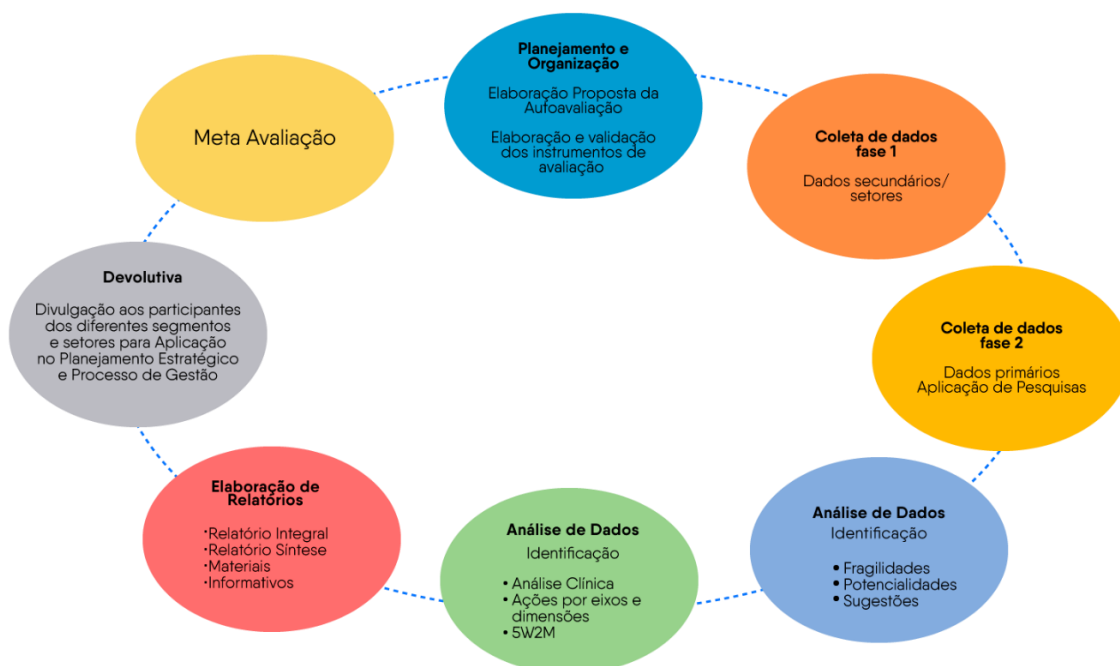 Planejamento e
Organização
Elaboração Proposta da
Autoavaliação
Elaboração e validação
dos instrumentos de
avaliação
Coleta de dados
fase 1
Dados secundários/
setores
Coleta de dados
fase 2
Dados primários
Aplicação de Pesquisas
Análise de Dados
Identificação
• Fragilidades
• Potencialidades
• Sugestões
Análise de Dados
Identificação
• Análise Clínica
• Ações por eixos e
dimensões
• 5W2M
Elaboração de
Relatórios
·Relatório Integral
·Relatório Síntese
·Materiais
·Informativos
Devolutiva
Divulgação aos participantes
dos diferentes segmentos
e setores para Aplicação
no Planejamento Estratégico
e Processo de Gestão
Meta Avaliação